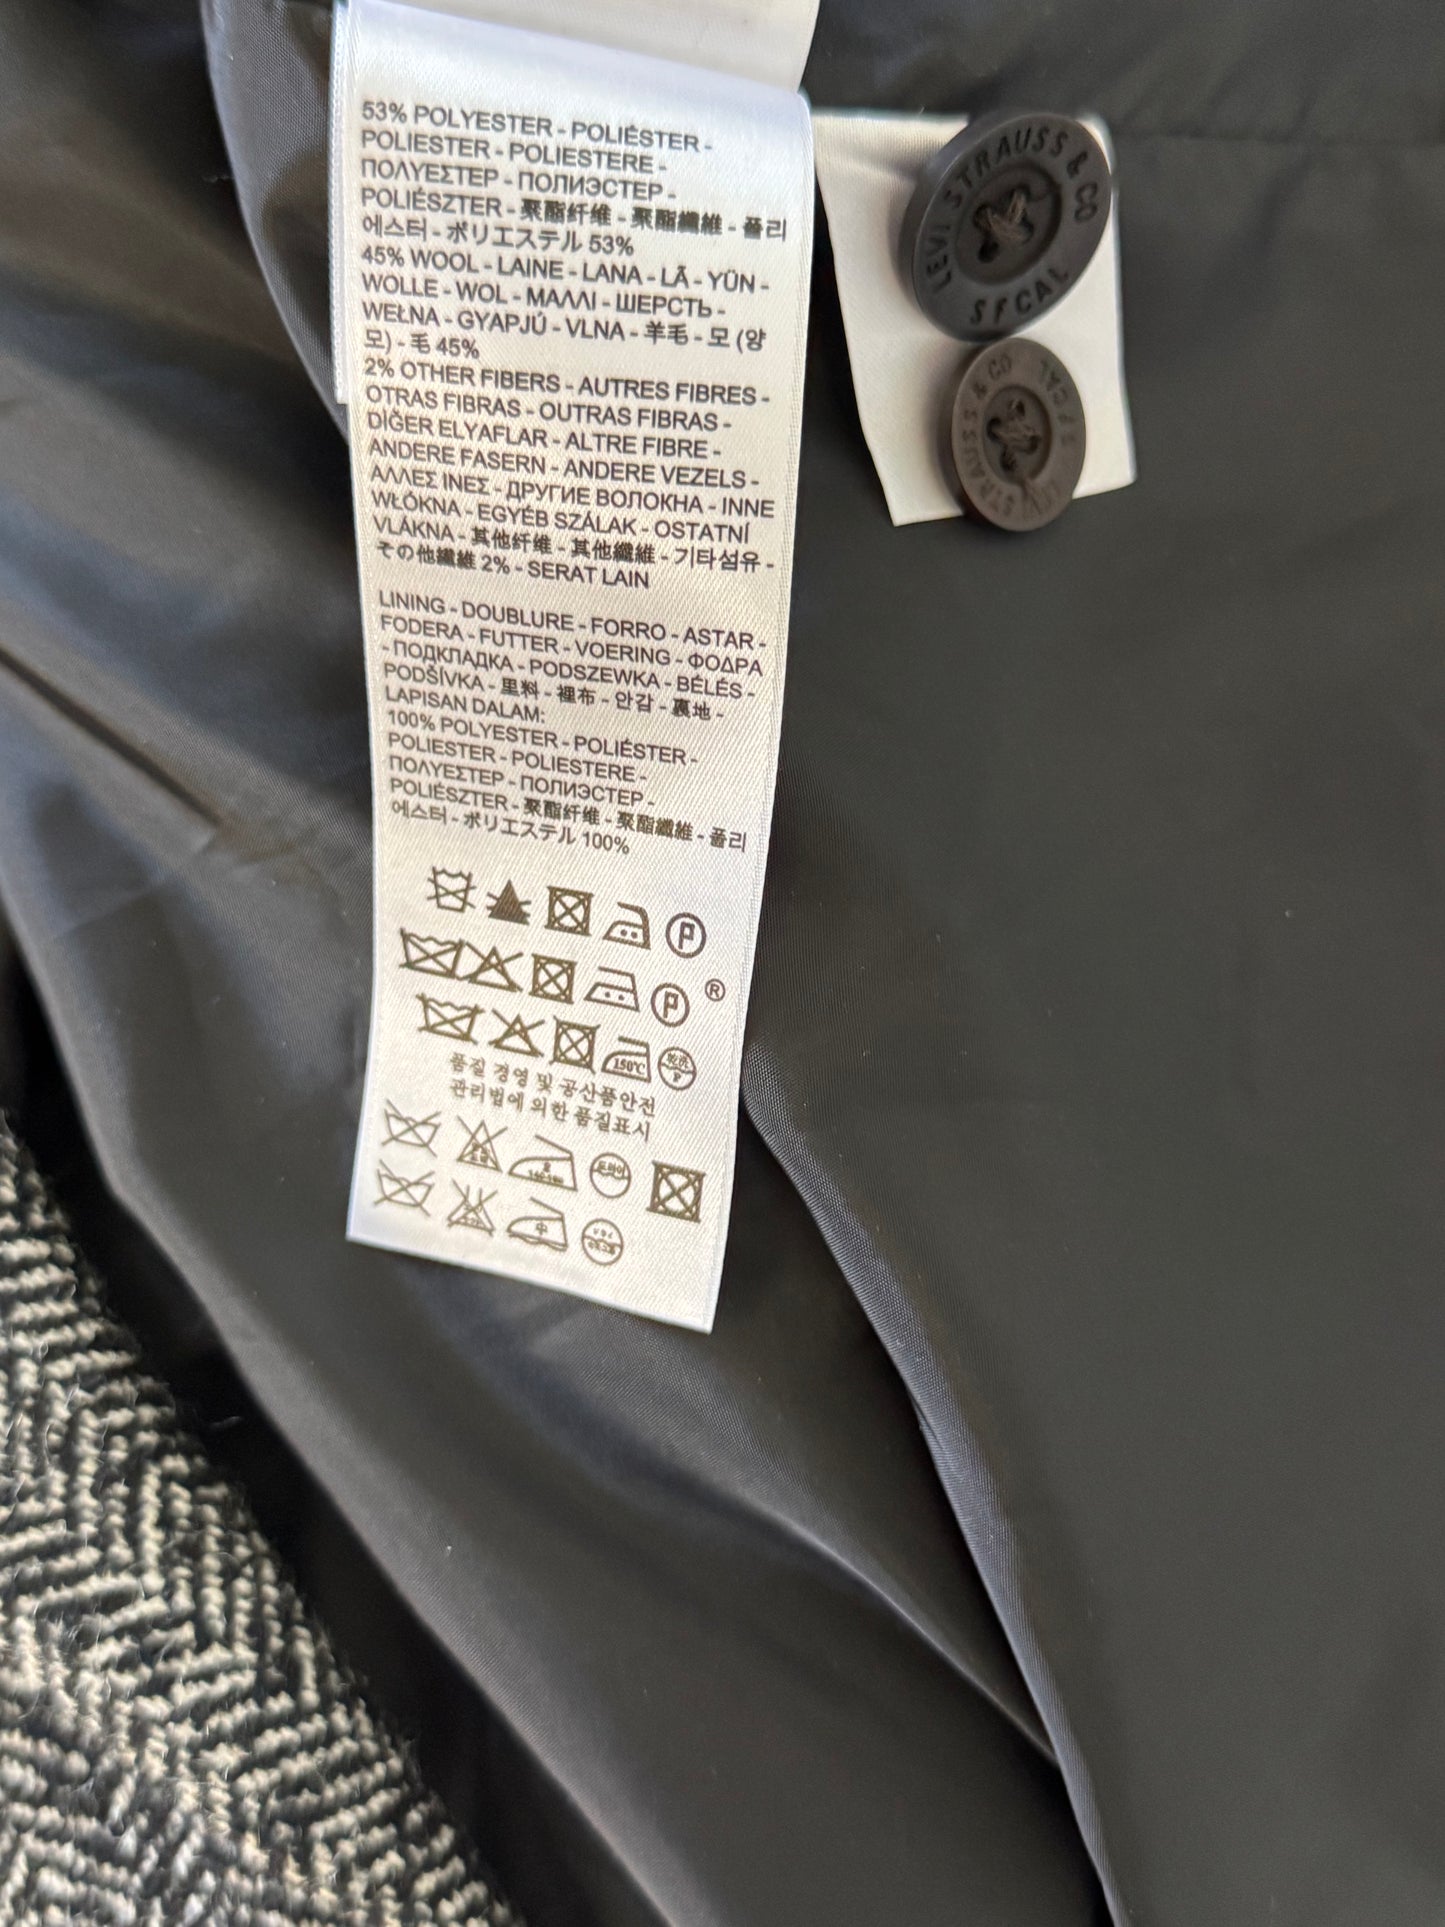 53% POLYESTER - POLIÉSTER -
POLIESTER - POLIESTERE -
ΠΟΛΥΕΣΤΕΡ - ПОЛИЭСТЕР -
POLIÉSZTER - 聚酯纤维 - 聚酯纖維 - 폴리
에스터 - ポリエステル 53%
45% WOOL - LAINE - LANA - LÃ - YÜN -
WOLLE - WOL - ΜΑΛΛΙ - ШЕРСТЬ -
WEŁNA - GYAPJÚ - VLNA - 羊毛 - 모 (양
모) - 毛 45%
2% OTHER FIBERS - AUTRES FIBRES -
OTRAS FIBRAS - OUTRAS FIBRAS -
DİĞER ELYAFLAR - ALTRE FIBRE -
ANDERE FASERN - ANDERE VEZELS -
ΑΛΛΕΣ ΙΝΕΣ - ДРУГИЕ ВОЛОКНА - INNE
WŁÓKNA - EGYÉB SZÁLAK - OSTATNÍ
VLÁKNA - 其他纤维 - 其他纖維 - 기타섬유 -
その他繊維 2% - SERAT LAIN
LINING - DOUBLURE - FORRO - ASTAR -
FODERA - FUTTER - VOERING - ΦΟΔΡΑ
- ПОДКЛАДКА - PODSZEWKA - BÉLÉS -
PODŠÍVKA - 里料 - 裡布 - 안감 - 裏地 -
LAPISAN DALAM:
100% POLYESTER - POLIÉSTER -
POLIESTER - POLIESTERE -
ΠΟΛΥΕΣΤΕΡ - ПОЛИЭСТЕР -
POLIÉSZTER - 聚酯纤维 - 聚酯纖維 - 폴리
에스터 - ポリエステル 100%
P
P ®
150°C 乾洗 P
품질 경영 및 공산품안전
관리법에 의한 품질표시
中
LEVI STRAUSS & CO
SFCAL
LEVI STRAUSS & CO
SFCAL